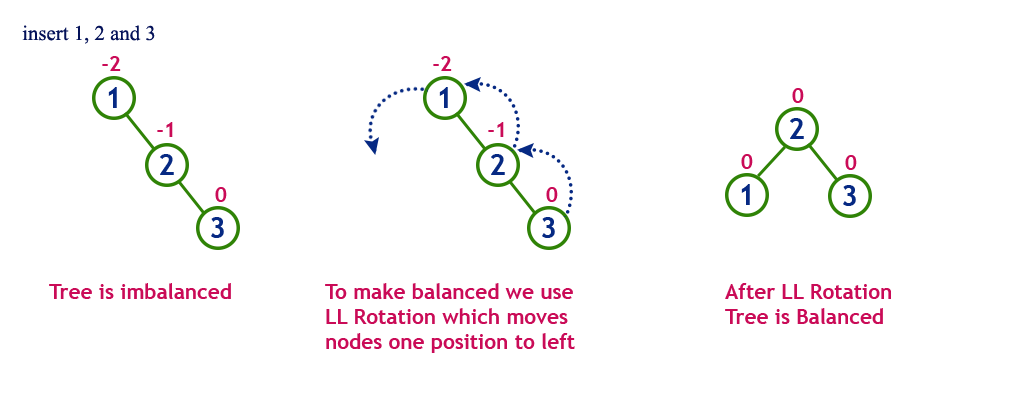 insert 1, 2 and 3
-2
1
-1
2
0
3
Tree is imbalanced
-2
1
-1
2
0
3
To make balanced we use
LL Rotation which moves
nodes one position to left
0
2
0
0
1
3
After LL Rotation
Tree is Balanced